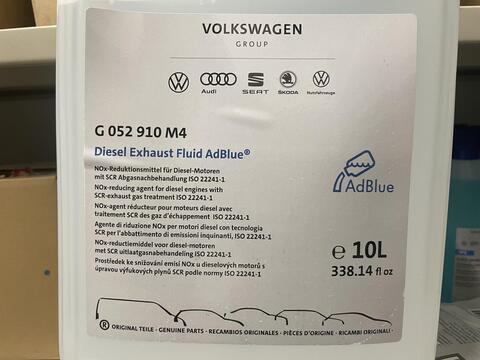 VOLKSWAGEN
GROUP
Audi
SEAT
ŠKODA
Nutzfahrzeuge
G 052 910 M4
Diesel Exhaust Fluid AdBlue®
NOx-Reduktionsmittel für Diesel-Motoren
mit SCR Abgasnachbehandlung ISO 22241-1
NOx-reducing agent for diesel engines with
SCR-exhaust gas treatment ISO 22241-1
NOx-agent réducteur pour moteurs diesel avec
traitement SCR des gaz d'échappement ISO 22241-1
Agente di riduzione NOx per motori diesel con tecnologia
SCR per l'abbattimento di emissioni inquinanti, ISO 22241-1
NOx-reductiemiddel voor diesel-motoren
met SCR uitlaatgasnabehandeling ISO 22241-1
Prostředek ke snižování emisí NOx u dieselových motorů s
úpravou výfukových plynů SCR podle normy ISO 22241-1
AdBlue
e 10L
338.14 fl oz
® ORIGINAL TEILE - GENUINE PARTS - RECAMBIOS ORIGINALES - PIÈCES D'ORIGINE - RICAMBI ORIGINALI